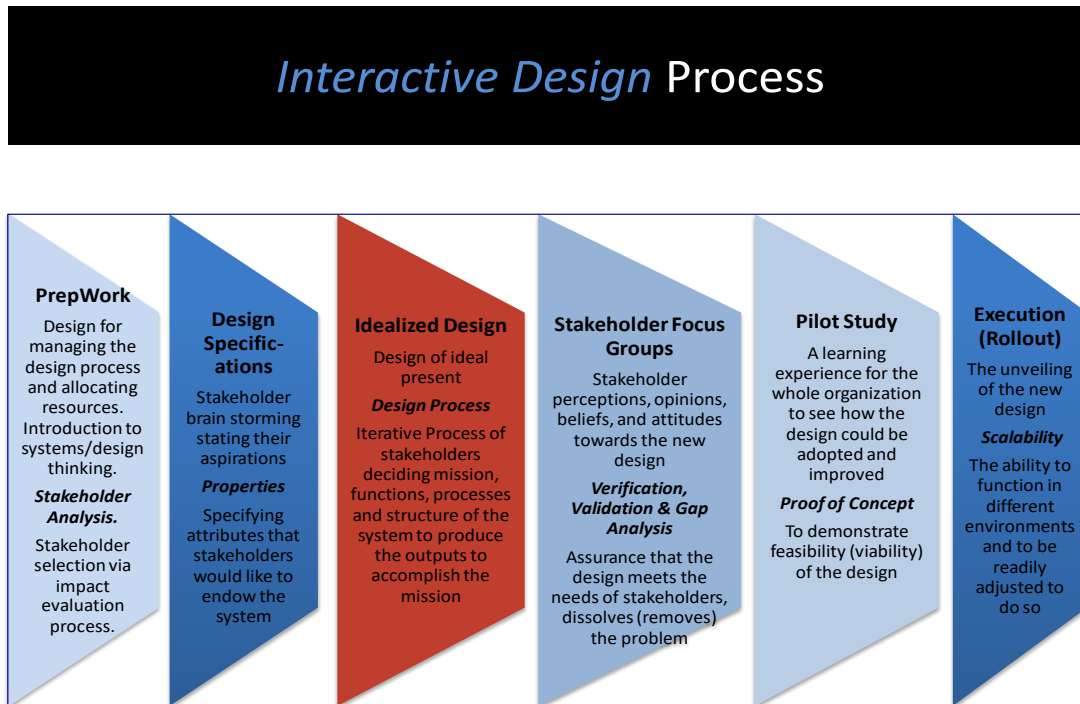 Interactive Design Process
PrepWork
Design for
managing the
design process
and allocating
resources.
Introduction to
systems/design
thinking.
Stakeholder
Analysis.
Stakeholder
selection via
impact
evaluation
process.
Design
Specific-
ations
Stakeholder
brain storming
stating their
aspirations
Properties
Specifying
attributes that
stakeholders
would like to
endow the
system
Idealized Design
Design of ideal
present
Design Process
Iterative Process of
stakeholders
deciding mission,
functions, processes
and structure of the
system to produce
the outputs to
accomplish the
mission
Stakeholder Focus
Groups
Stakeholder
perceptions, opinions,
beliefs, and attitudes
towards the new
design
Verification,
Validation & Gap
Analysis
Assurance that the
design meets the
needs of stakeholders,
dissolves (removes)
the problem
Pilot Study
A learning
experience for the
whole organization
to see how the
design could be
adopted and
improved
Proof of Concept
To demonstrate
feasibility (viability)
of the design
Execution
(Rollout)
The unveiling
of the new
design
Scalability
The ability to
function in
different
environments
and to be
readily
adjusted to
do so